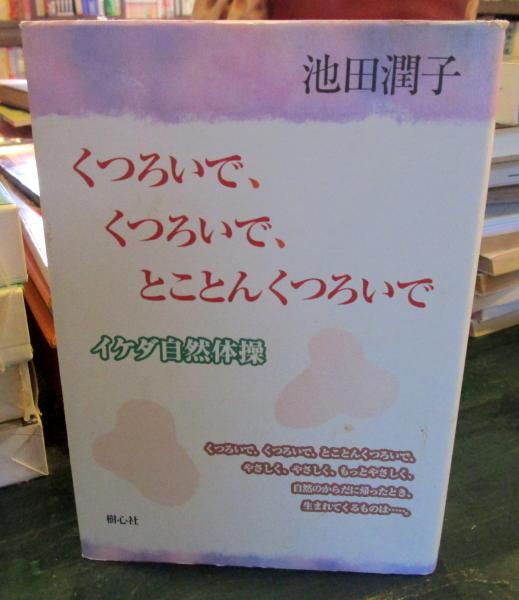 池田潤子
くつろいで、
くつろいで、
とことんくつろいで
イケダ自然体操
くつろいで、くつろいで、とことんくつろいで、
やさしく、やさしく、もっとやさしく、
自然のからだに帰ったとき、
生まれてくるものは……。
樹心社